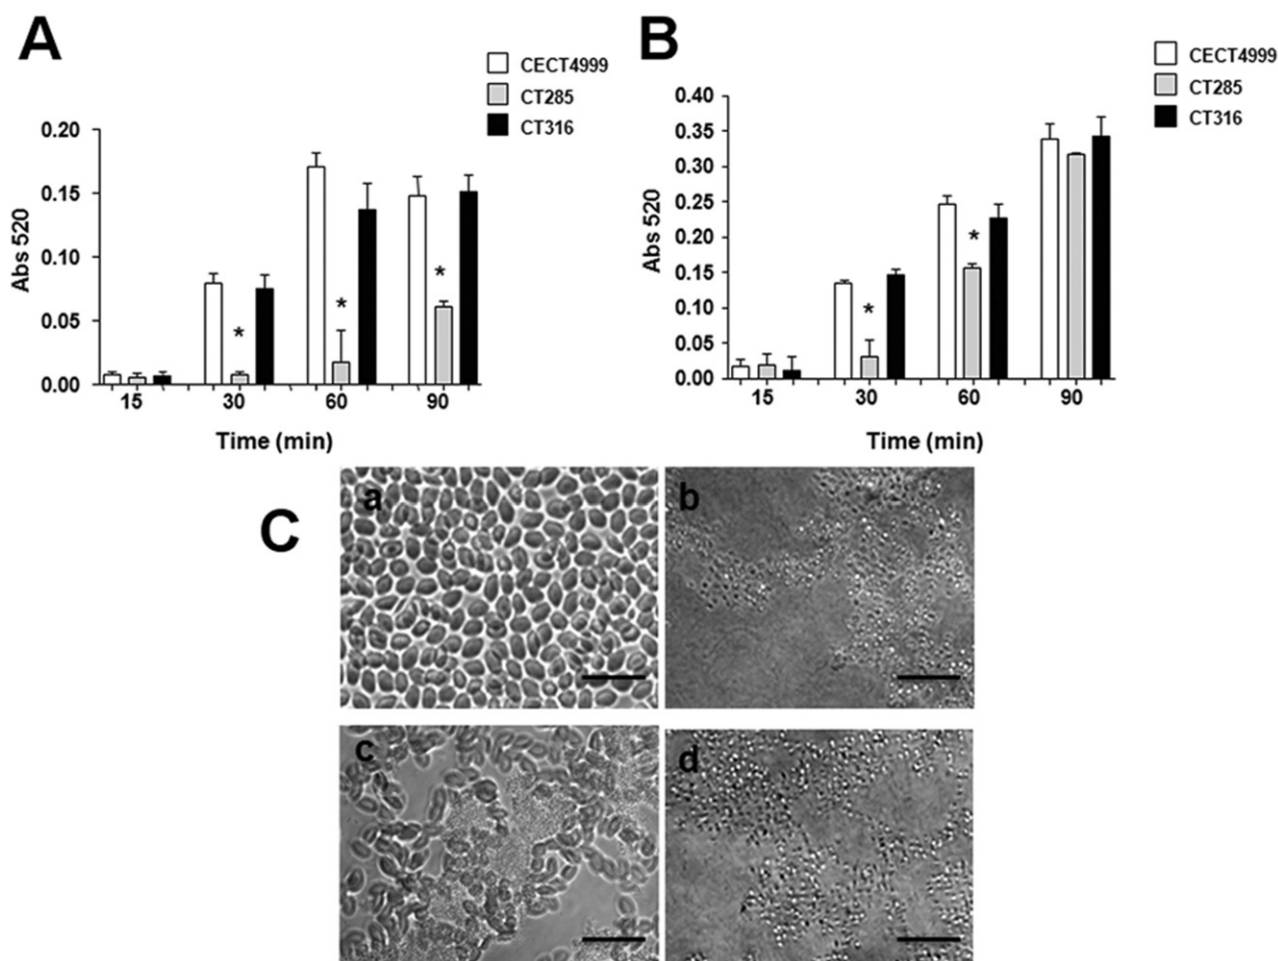 A
CECT4999
CT285
CT316
0.20
0.15
0.10
0.05
0.00
Abs 520
*
*
*
15 30 60 90
Time (min)
B
CECT4999
CT285
CT316
0.40
0.35
0.30
0.25
0.20
0.15
0.10
0.05
0.00
Abs 520
*
*
15 30 60 90
Time (min)
C
a
b
c
d